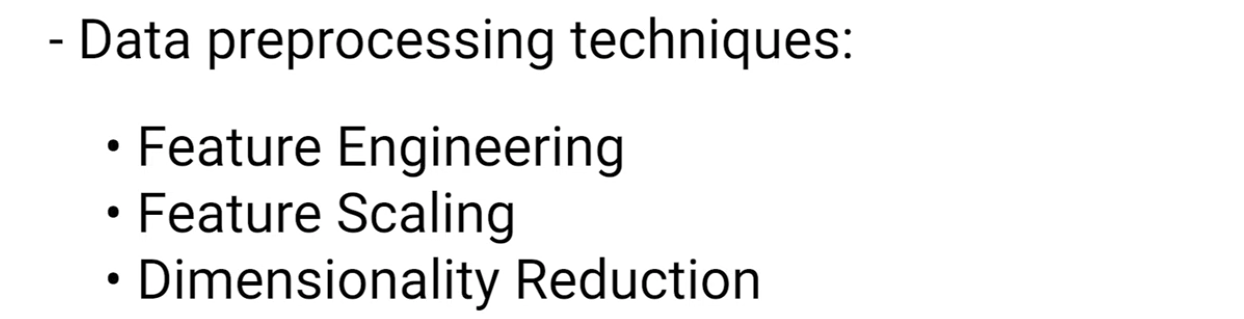 - Data preprocessing techniques:
• Feature Engineering
• Feature Scaling
• Dimensionality Reduction